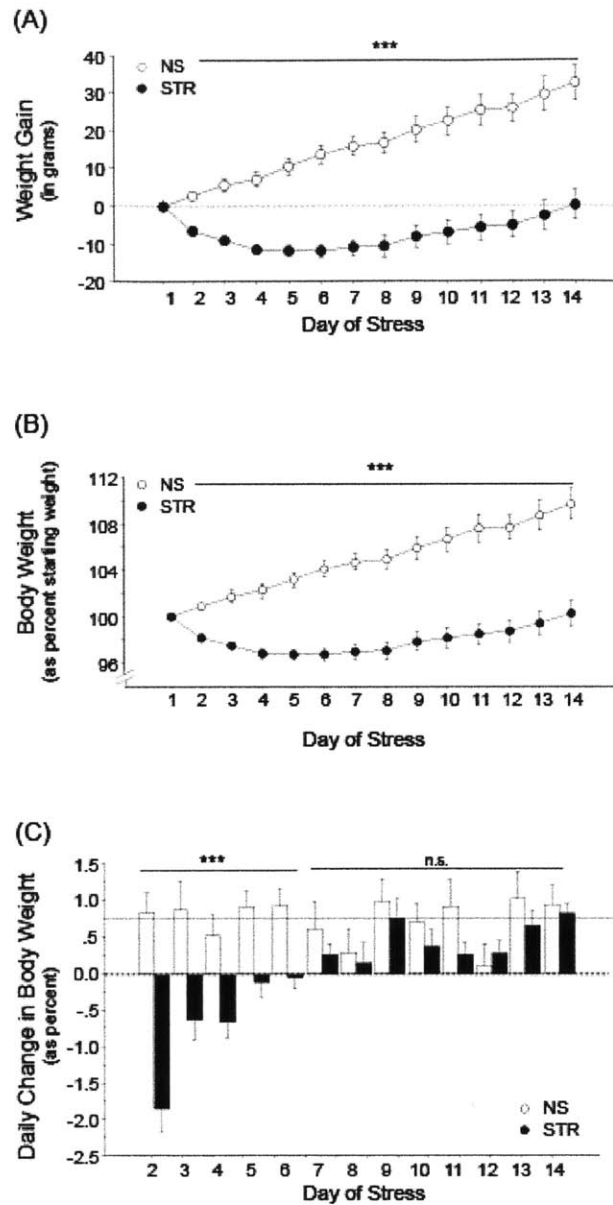 (A)
***
NS
STR
40
30
20
10
0
-10
-20
Weight Gain
(in grams)
1 2 3 4 5 6 7 8 9 10 11 12 13 14
Day of Stress
(B)
***
NS
STR
112
108
104
100
96
Body Weight
(as percent starting weight)
1 2 3 4 5 6 7 8 9 10 11 12 13 14
Day of Stress
(C)
*** n.s.
1.5
1.0
.5
0.0
-.5
-1.0
-1.5
-2.0
-2.5
Daily Change in Body Weight
(as percent)
NS
STR
2 3 4 5 6 7 8 9 10 11 12 13 14
Day of Stress